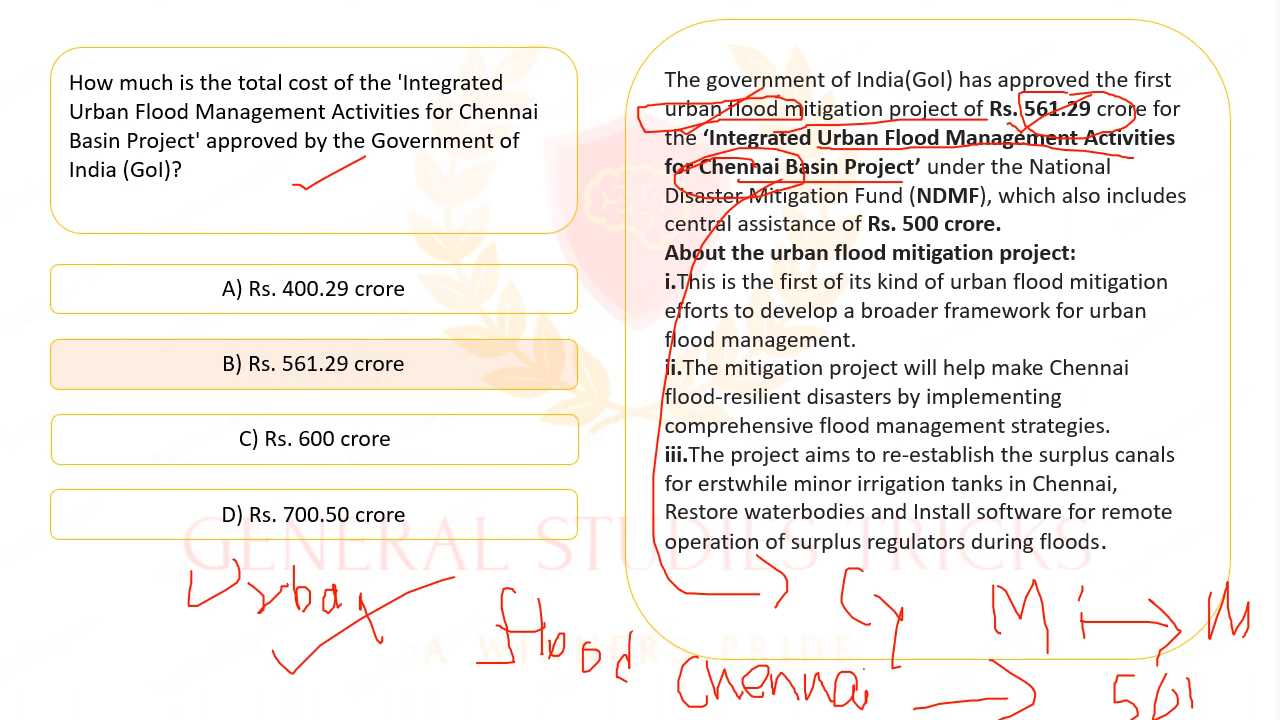 How much is the total cost of the 'Integrated
Urban Flood Management Activities for Chennai
Basin Project' approved by the Government of
India (GoI)?
A) Rs. 400.29 crore
B) Rs. 561.29 crore
C) Rs. 600 crore
D) Rs. 700.50 crore
The government of India(GoI) has approved the first
urban flood mitigation project of Rs. 561.29 crore for
the ‘Integrated Urban Flood Management Activities
for Chennai Basin Project’ under the National
Disaster Mitigation Fund (NDMF), which also includes
central assistance of Rs. 500 crore.
About the urban flood mitigation project:
i.This is the first of its kind of urban flood mitigation
efforts to develop a broader framework for urban
flood management.
ii.The mitigation project will help make Chennai
flood-resilient disasters by implementing
comprehensive flood management strategies.
iii.The project aims to re-establish the surplus canals
for erstwhile minor irrigation tanks in Chennai,
Restore waterbodies and Install software for remote
operation of surplus regulators during floods.
GENERAL STUDIES TRICKS
A WINNERS PRIDE
Urban
flood
Chennai
561